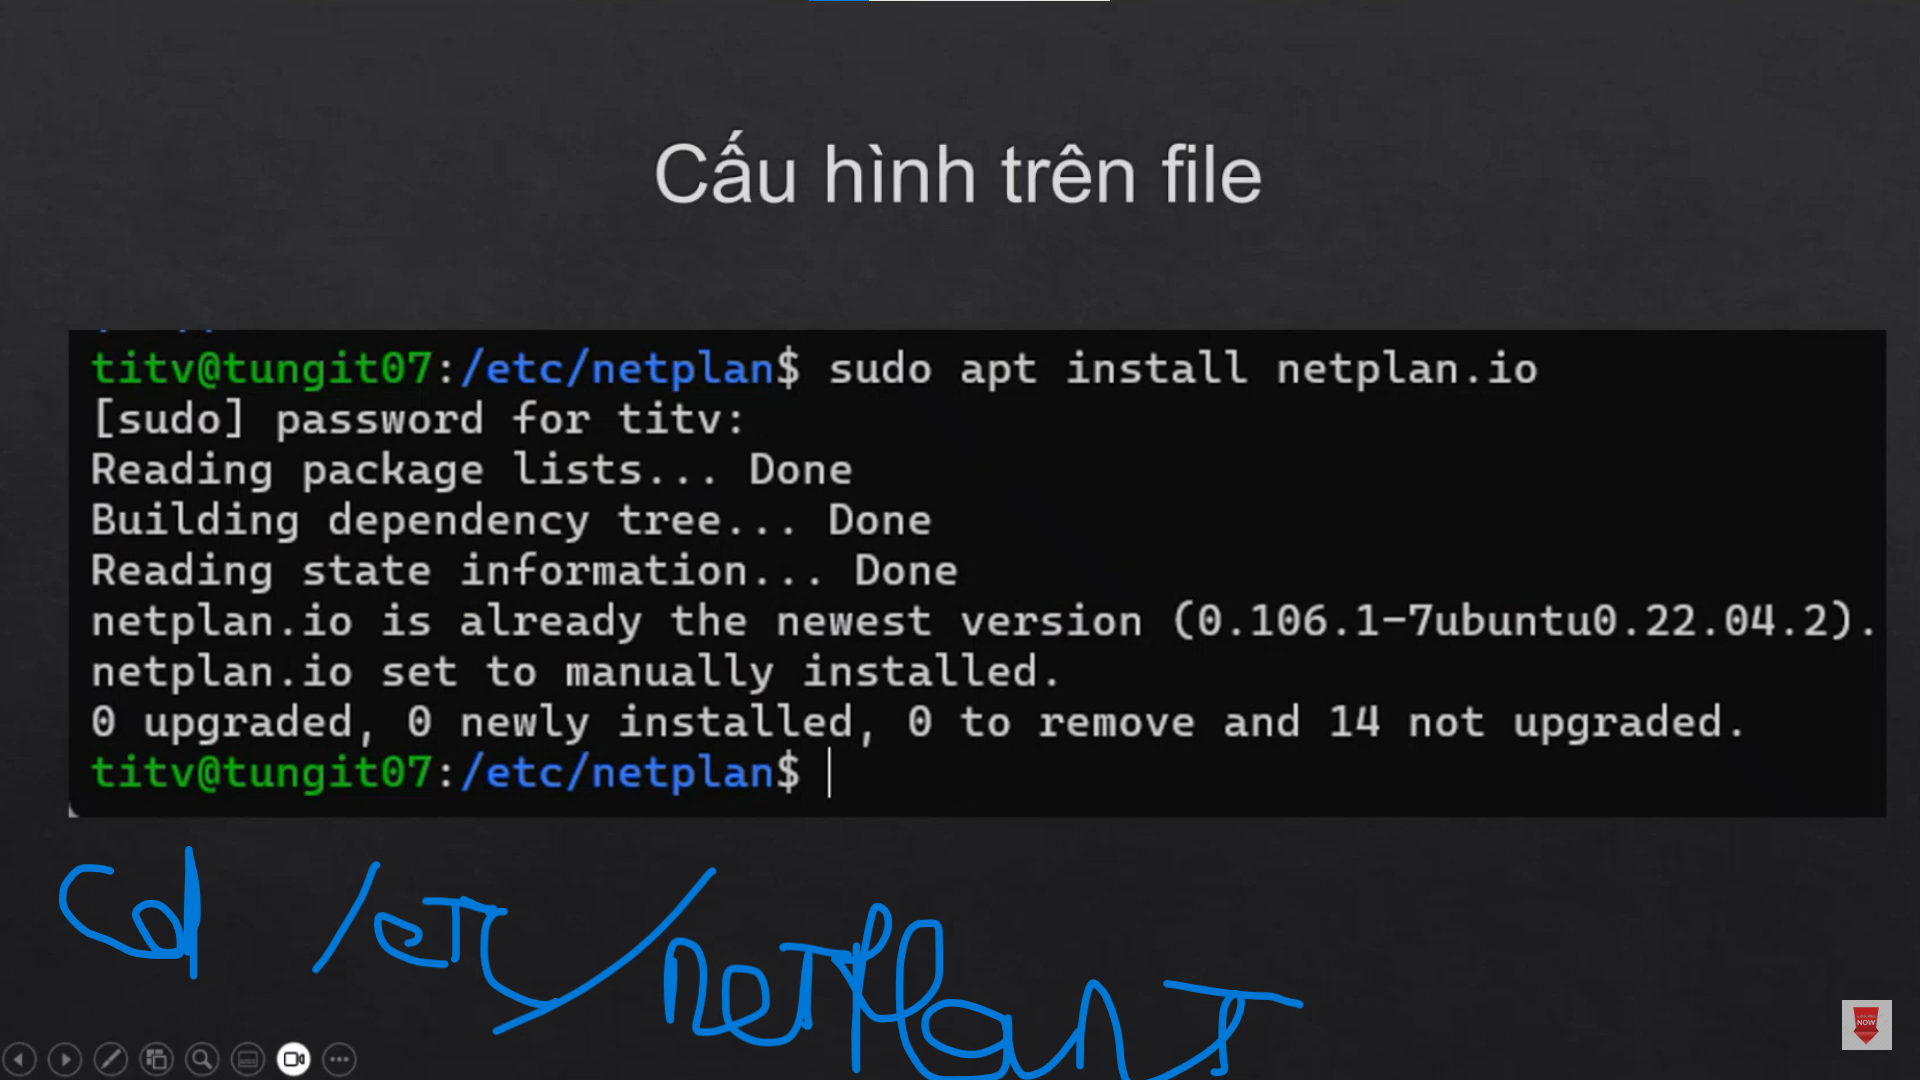 Cấu hình trên file
titv@tungit07:/etc/netplan$ sudo apt install netplan.io
[sudo] password for titv:
Reading package lists... Done
Building dependency tree... Done
Reading state information... Done
netplan.io is already the newest version (0.106.1-7ubuntu0.22.04.2).
netplan.io set to manually installed.
0 upgraded, 0 newly installed, 0 to remove and 14 not upgraded.
titv@tungit07:/etc/netplan$
cd /etc/netplan
NOW